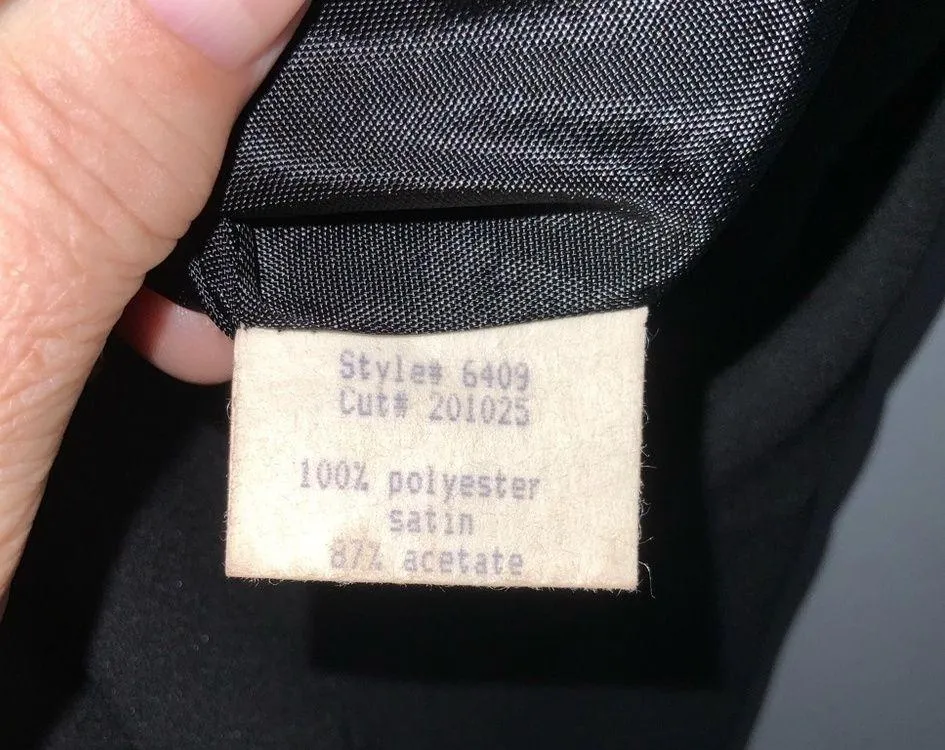 Style# 6409
Cut# 201025
100% polyester
satin
87% acetate